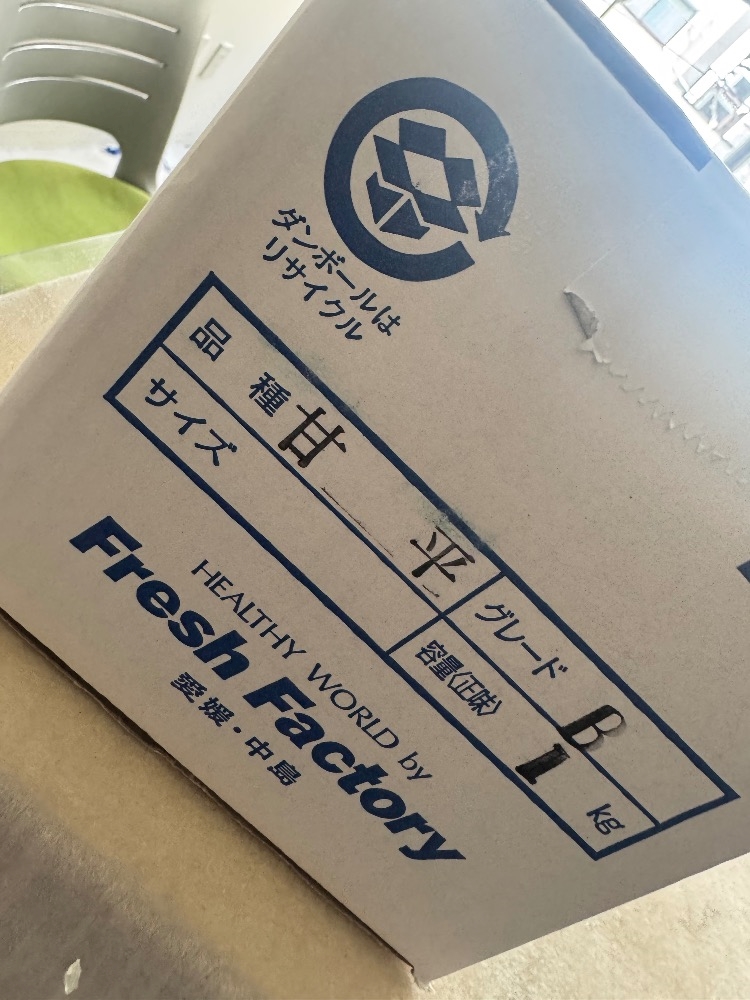 ダンボールは
リサイクル
品種 甘平 グレード B
サイズ 容量〈正味〉 1 kg
HEALTHY WORLD by
Fresh Factory
愛媛・中島